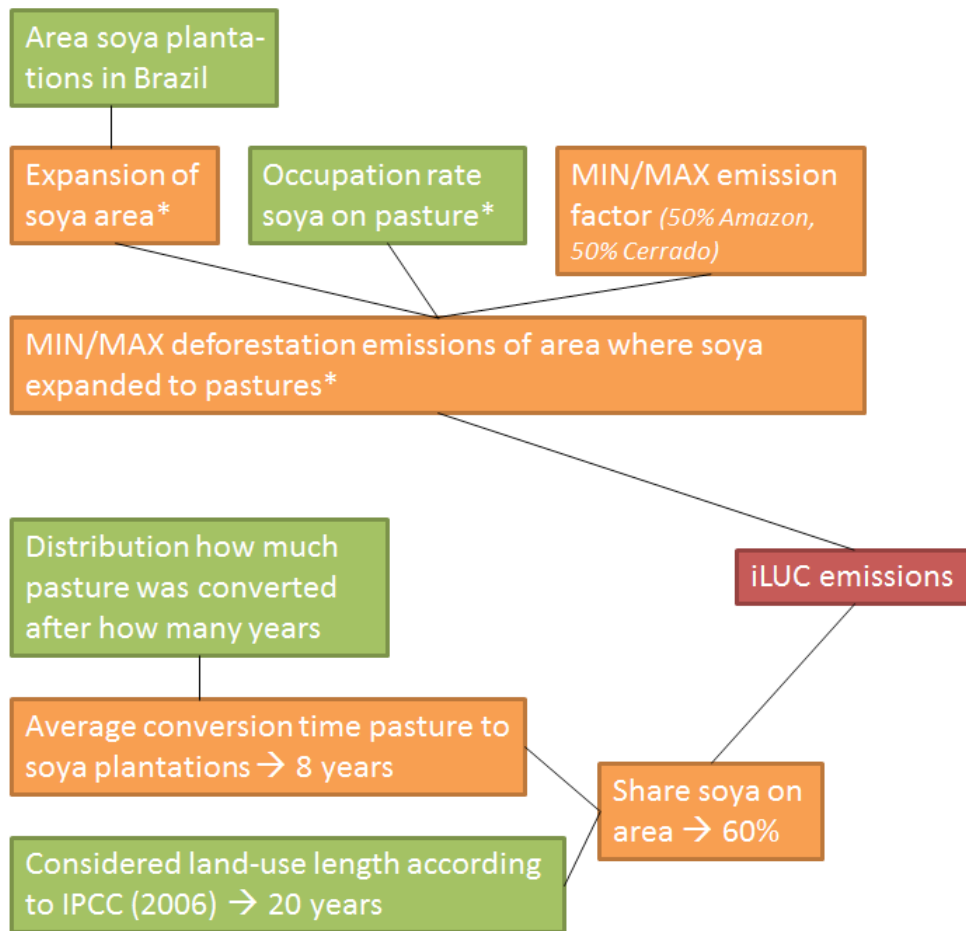 Area soya planta-
tions in Brazil
Expansion of
soya area*
Occupation rate
soya on pasture*
MIN/MAX emission
factor (50% Amazon,
50% Cerrado)
MIN/MAX deforestation emissions of area where soya
expanded to pastures*
Distribution how much
pasture was converted
after how many years
iLUC emissions
Average conversion time pasture to
soya plantations → 8 years
Share soya on
area → 60%
Considered land-use length according
to IPCC (2006) → 20 years